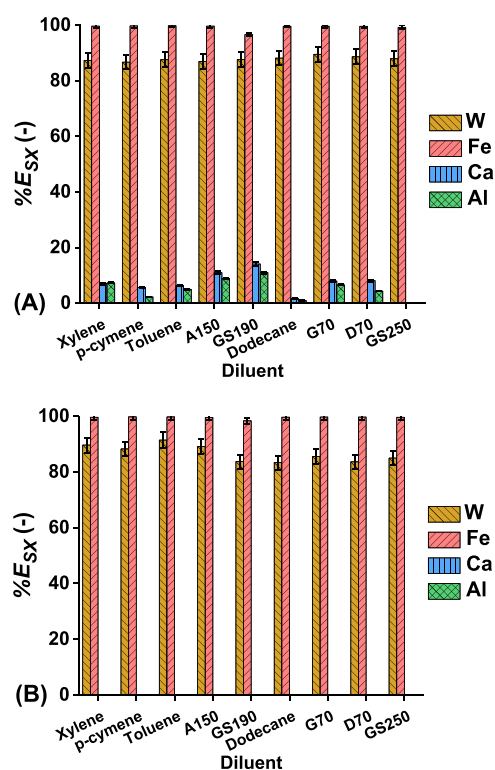 100
80
60
40
20
0
%E_SX (-)
W
Fe
Ca
Al
(A)
Xylene
p-cymene
Toluene
A150
GS190
Dodecane
G70
D70
GS250
Diluent
100
80
60
40
20
0
%E_SX (-)
W
Fe
Ca
Al
(B)
Xylene
p-cymene
Toluene
A150
GS190
Dodecane
G70
D70
GS250
Diluent